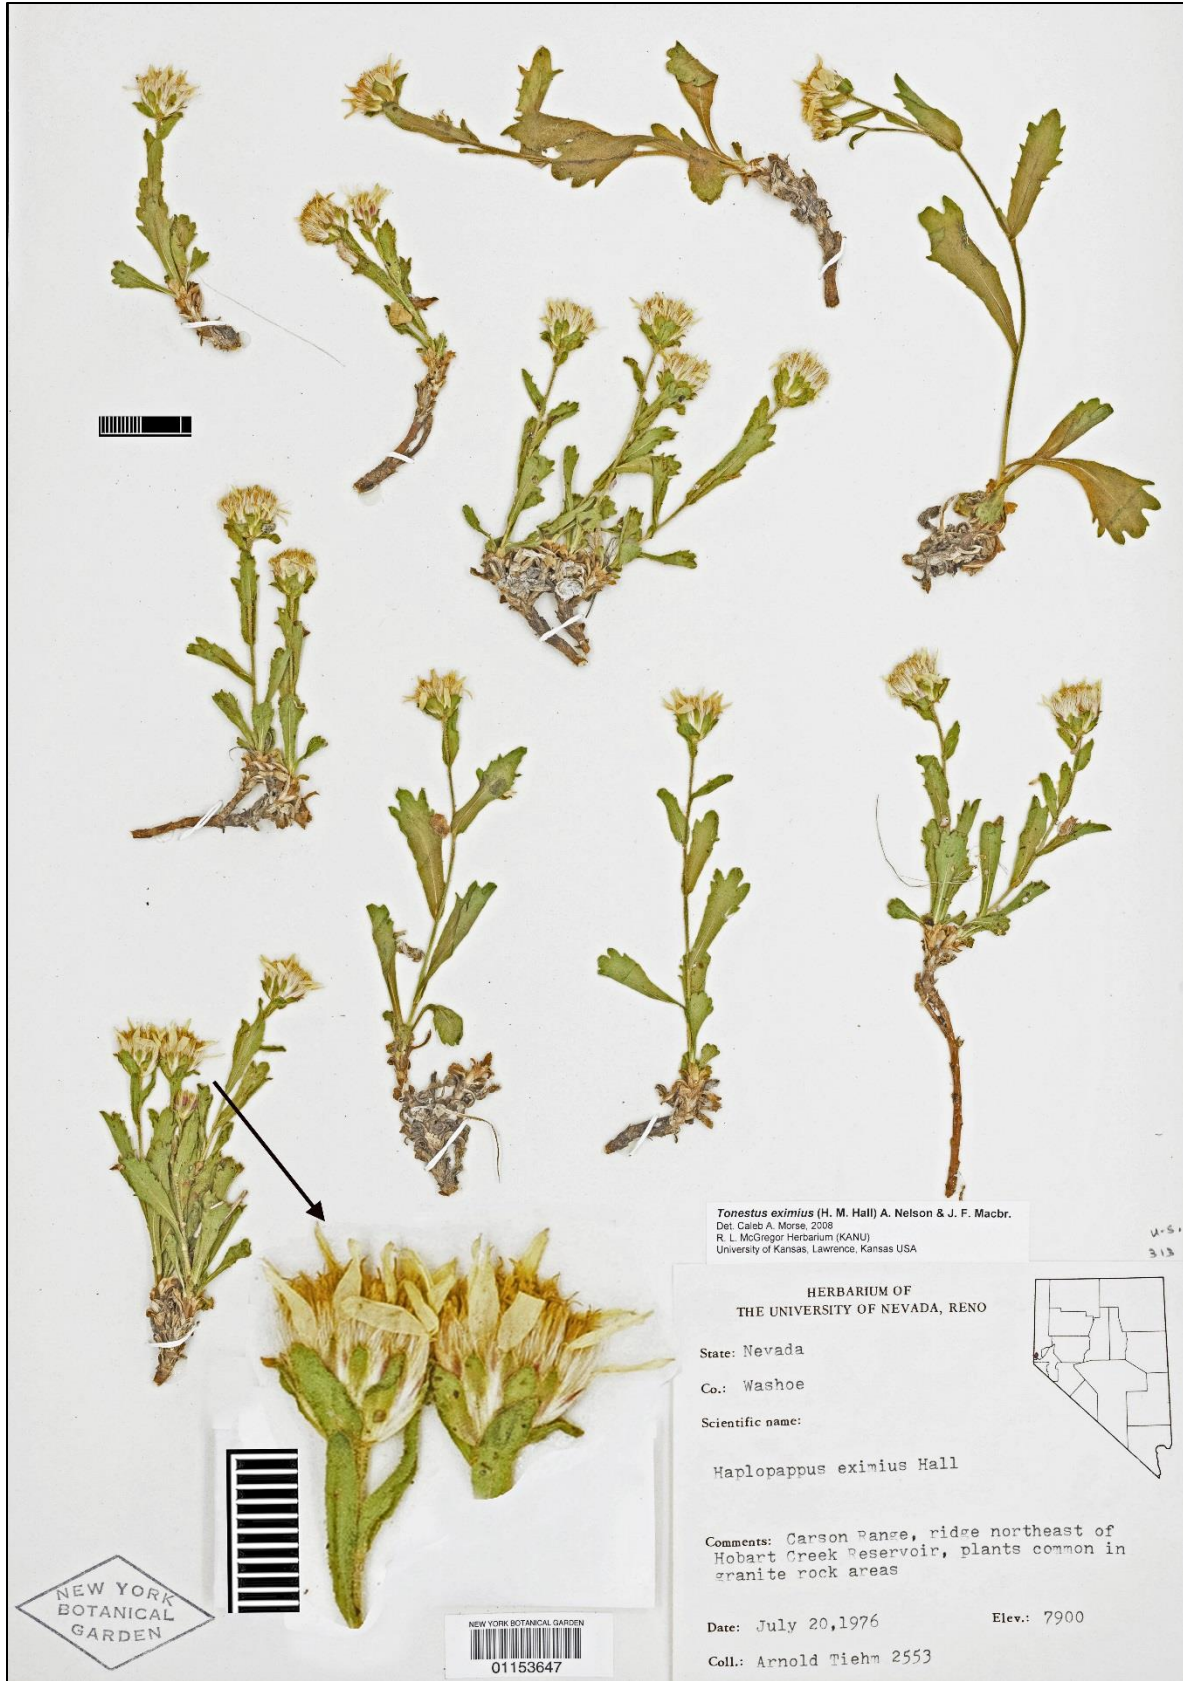 Tonestus eximius (H. M. Hall) A. Nelson & J. F. Macbr.
Det. Caleb A. Morse, 2008
R. L. McGregor Herbarium (KANU)
University of Kansas, Lawrence, Kansas USA
U.S.
313
HERBARIUM OF
THE UNIVERSITY OF NEVADA, RENO
State: Nevada
Co.: Washoe
Scientific name:
Haplopappus eximius Hall
Comments: Carson Range, ridge northeast of
Hobart Creek Reservoir, plants common in
granite rock areas
Date: July 20,1976 Elev.: 7900
Coll.: Arnold Tiehm 2553
NEW YORK
BOTANICAL
GARDEN
NEW YORK BOTANICAL GARDEN
01153647